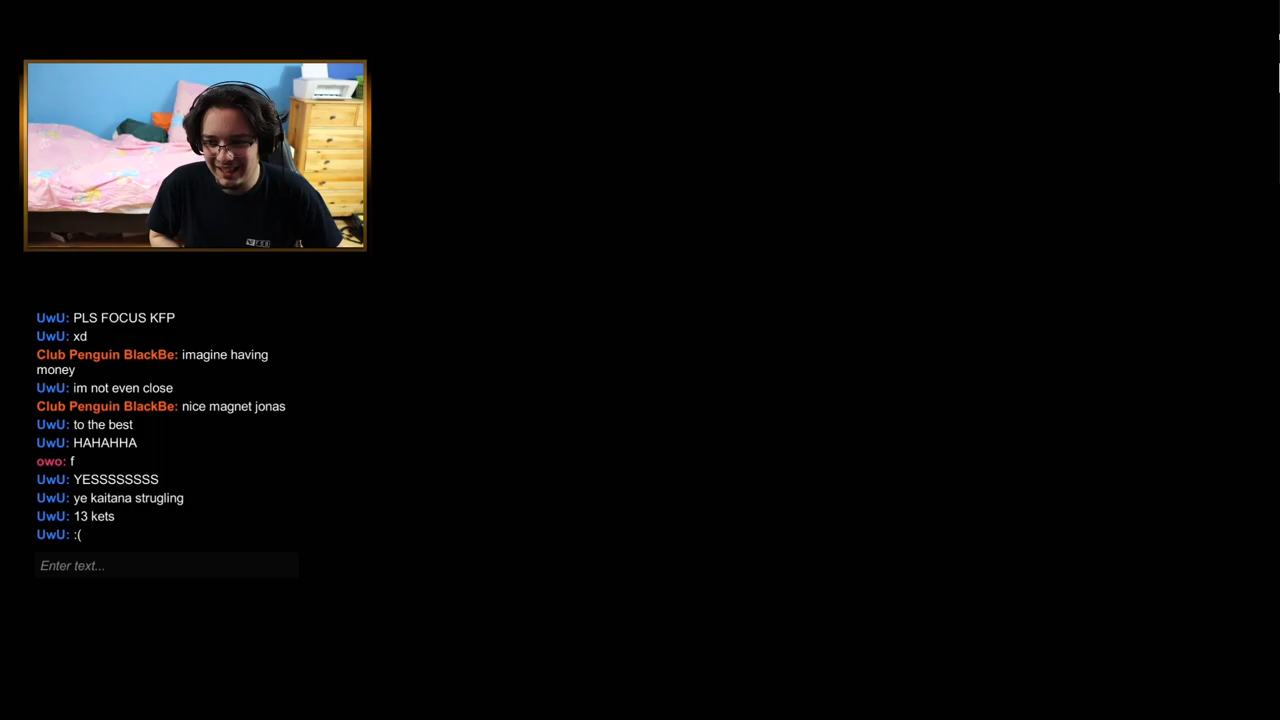 UwU: PLS FOCUS KFP
UwU: xd
Club Penguin BlackBe: imagine having
money
UwU: im not even close
Club Penguin BlackBe: nice magnet jonas
UwU: to the best
UwU: HAHAHHA
owo: f
UwU: YESSSSSSSS
UwU: ye kaitana strugling
UwU: 13 kets
UwU: :(
Enter text...